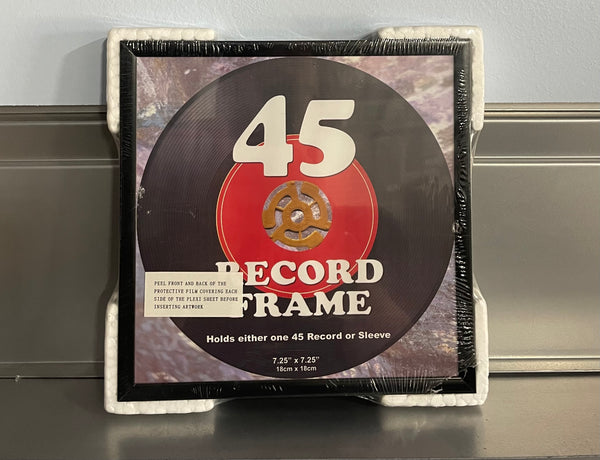 45
RECORD
FRAME
PEEL FRONT AND BACK OF THE
PROTECTIVE FILM COVERING EACH
SIDE OF THE PLEXI SHEET BEFORE
INSERTING ARTWORK
Holds either one 45 Record or Sleeve
7.25" x 7.25"
18cm x 18cm